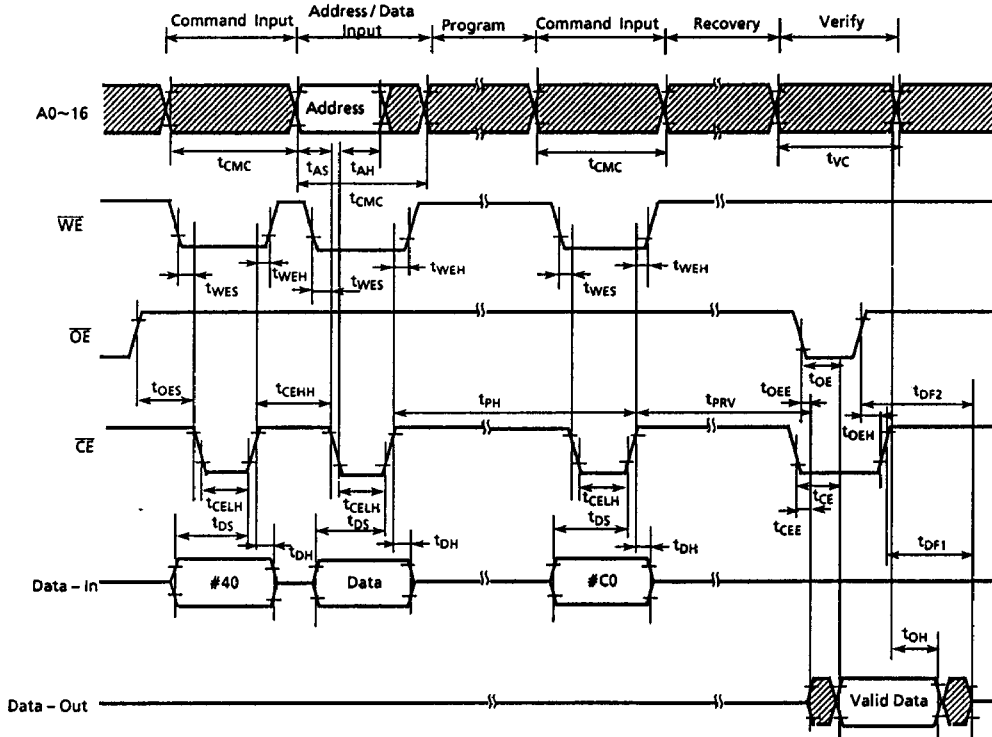 Command Input Address / Data Input Program Command Input Recovery Verify
A0~16 Address
tCMC tAS tAH tCMC tVC
tCMC
WE
tWEH tWEH tWEH
tWES tWES tWES
OE
tOE
tOES tCEHH tPH tPRV tOEE tDF2
tOEH
CE
tCELH tCELH tCELH tCE
tDS tDS tDS tCEE
tDH tDH tDH tDF1
Data – In #40 Data #C0
tOH
Data – Out Valid Data